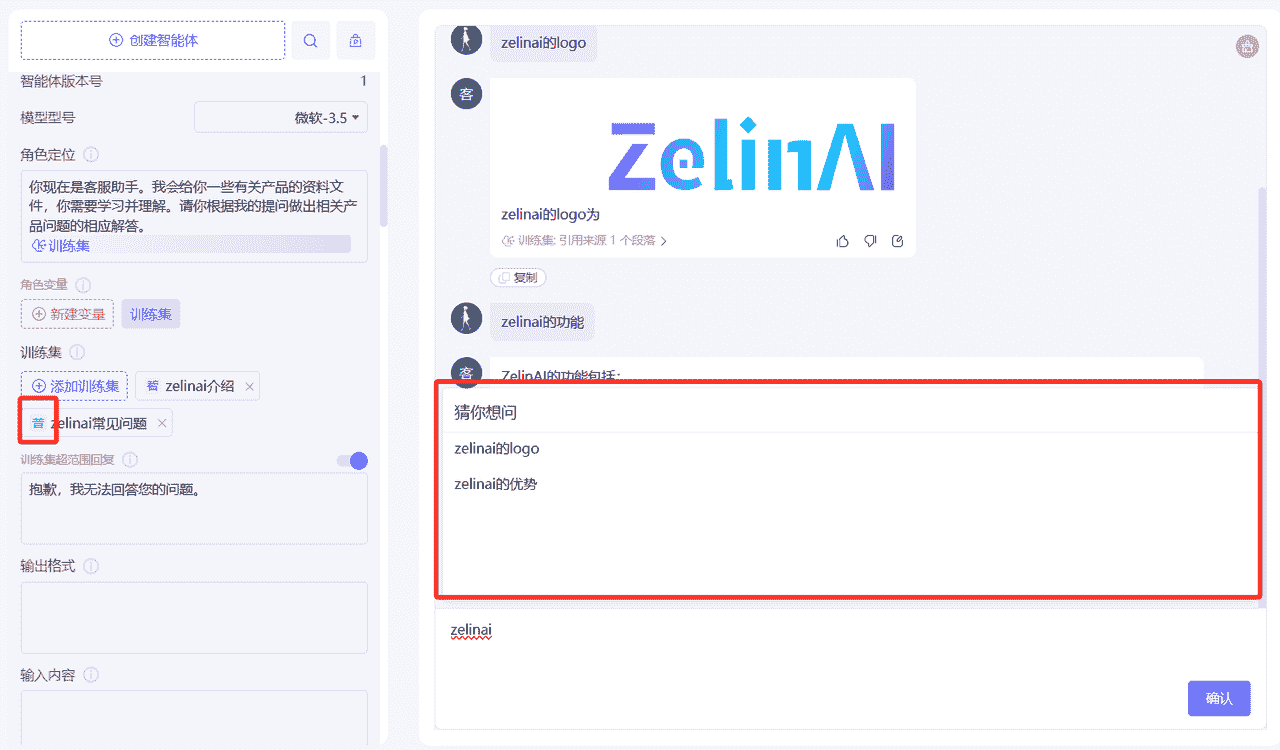 创建智能体
智能体版本号
1
模型型号
微软-3.5
角色定位
你现在是客服助手。我会给你一些有关产品的资料文
件，你需要学习并理解。请你根据我的提问做出相关产
品问题的相应解答。
训练集
角色变量
新建变量
训练集
训练集
添加训练集
zelinai介绍
普
zelinai常见问题
训练集超范围回复
抱歉，我无法回答您的问题。
输出格式
输入内容
zelinai的logo
客
ZelinAI
zelinai的logo为
训练集: 引用来源 1 个段落
复制
zelinai的功能
客
ZelinAI的功能包括：
猜你想问
zelinai的logo
zelinai的优势
zelinai
确认